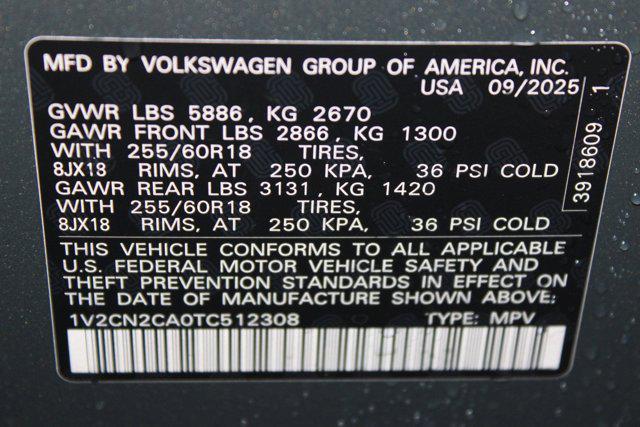 MFD BY VOLKSWAGEN GROUP OF AMERICA, INC.
USA 09/2025
GVWR LBS 5886 , KG 2670
GAWR FRONT LBS 2866 , KG 1300
WITH 255/60R18 TIRES,
8JX18 RIMS, AT 250 KPA, 36 PSI COLD
GAWR REAR LBS 3131 , KG 1420
WITH 255/60R18 TIRES,
8JX18 RIMS, AT 250 KPA, 36 PSI COLD
THIS VEHICLE CONFORMS TO ALL APPLICABLE
U.S. FEDERAL MOTOR VEHICLE SAFETY AND
THEFT PREVENTION STANDARDS IN EFFECT ON
THE DATE OF MANUFACTURE SHOWN ABOVE:
1V2CN2CA0TC512308 TYPE: MPV
3918609 1